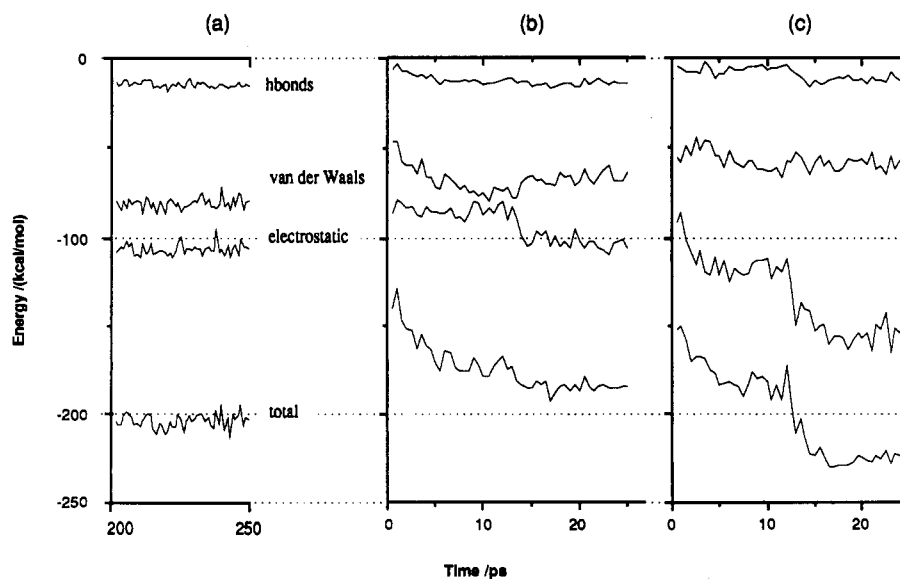 (a) (b) (c)
0
hbonds
van der Waals
electrostatic
-100
Energy /(kcal/mol)
total
-200
-250
200 250 0 10 20 0 10 20
Time /ps